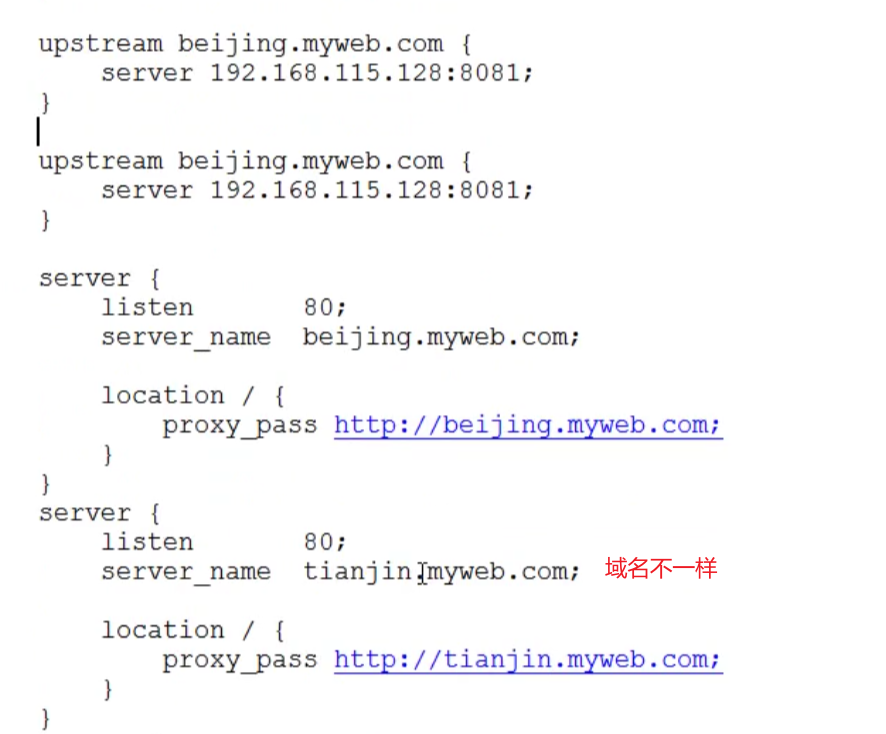 upstream beijing.myweb.com {
server 192.168.115.128:8081;
}
upstream beijing.myweb.com {
server 192.168.115.128:8081;
}
server {
listen 80;
server_name beijing.myweb.com;
location / {
proxy_pass http://beijing.myweb.com;
}
}
server {
listen 80;
server_name tianjin.myweb.com; 域名不一样
location / {
proxy_pass http://tianjin.myweb.com;
}
}